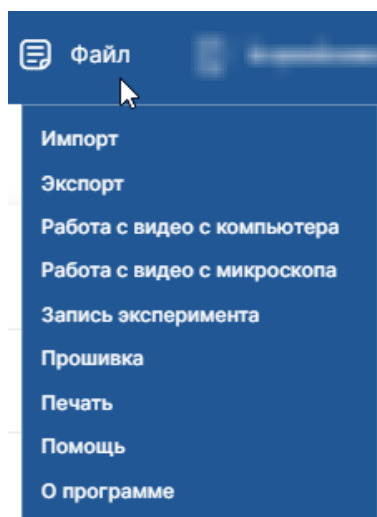 Файл
Импорт
Экспорт
Работа с видео с компьютера
Работа с видео с микроскопа
Запись эксперимента
Прошивка
Печать
Помощь
О программе